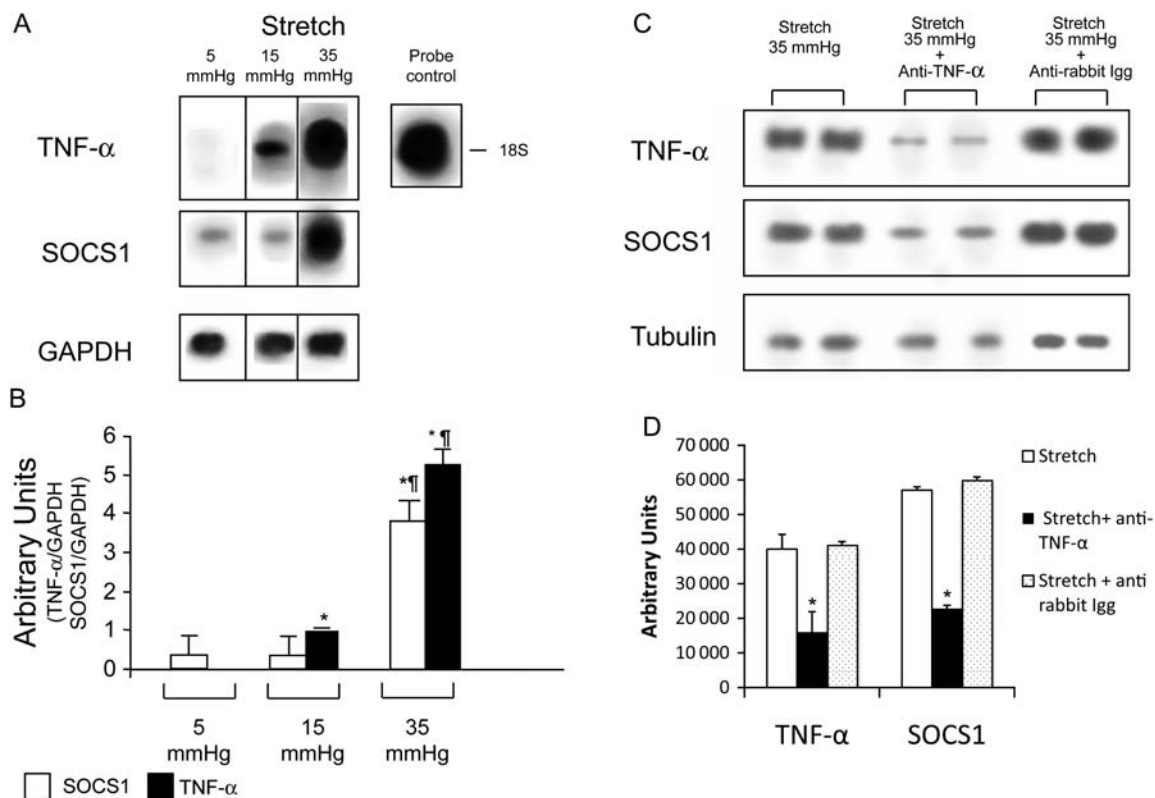 A
Stretch
5 mmHg
15 mmHg
35 mmHg
Probe control
TNF-α
18S
SOCS1
GAPDH
B
Arbitrary Units
(TNF-α/GAPDH
SOCS1/GAPDH)
6
5
4
3
2
1
0
*
*¶
* ¶
5 mmHg
15 mmHg
35 mmHg
SOCS1
TNF-α
C
Stretch
35 mmHg
Stretch
35 mmHg
+
Anti-TNF-α
Stretch
35 mmHg
+
Anti-rabbit Igg
TNF-α
SOCS1
Tubulin
D
Arbitrary Units
70 000
60 000
50 000
40 000
30 000
20 000
10 000
0
*
*
TNF-α
SOCS1
Stretch
Stretch+ anti-
TNF-α
Stretch + anti
rabbit Igg